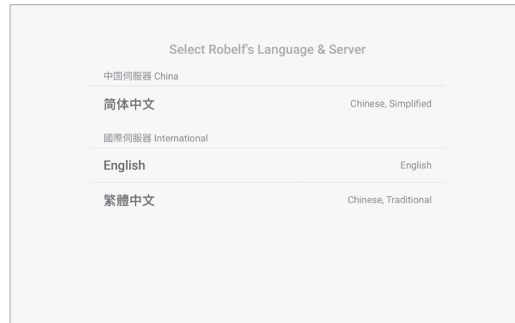 Select Robelf's Language & Server
中国伺服器 China
简体中文 Chinese, Simplified
國際伺服器 International
English English
繁體中文 Chinese, Traditional